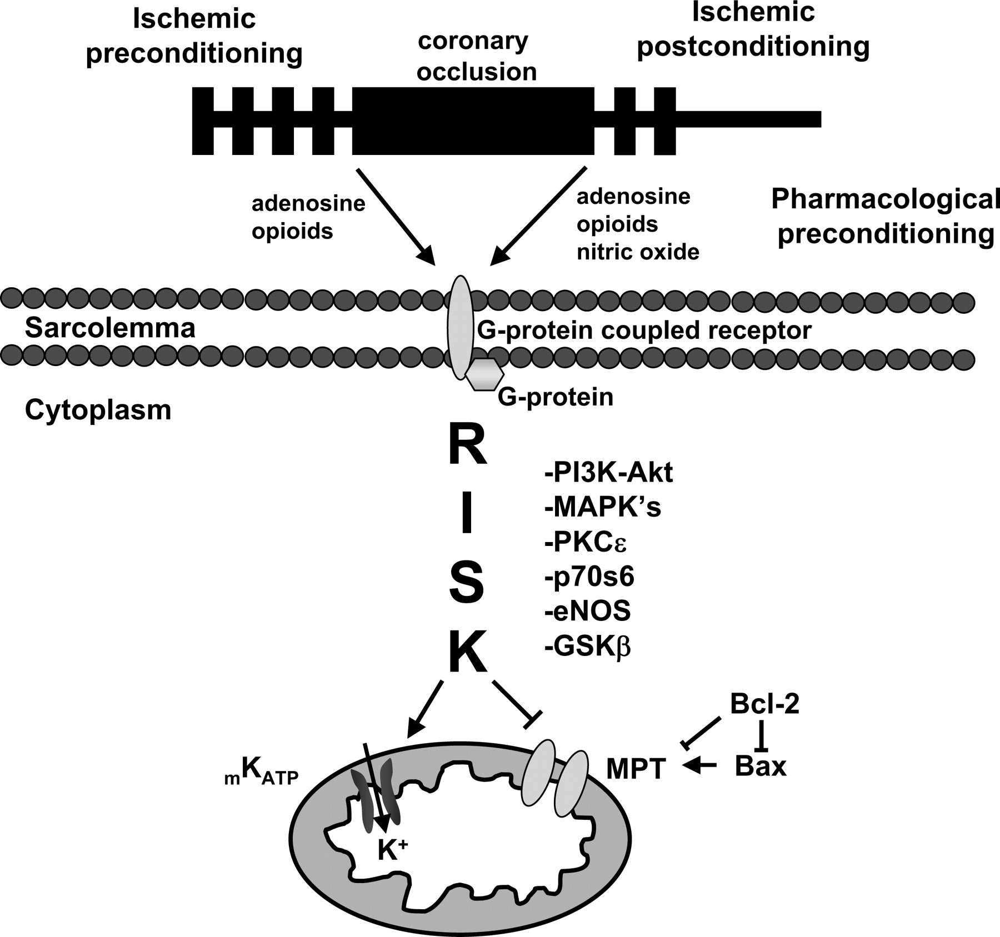 Ischemic
preconditioning
coronary
occlusion
Ischemic
postconditioning
adenosine
opioids
adenosine
opioids
nitric oxide
Pharmacological
preconditioning
Sarcolemma
G-protein coupled receptor
G-protein
Cytoplasm
R
I
S
K
-PI3K-Akt
-MAPK’s
-PKCε
-p70s6
-eNOS
-GSKβ
Bcl-2
mKATP
MPT
Bax
K+